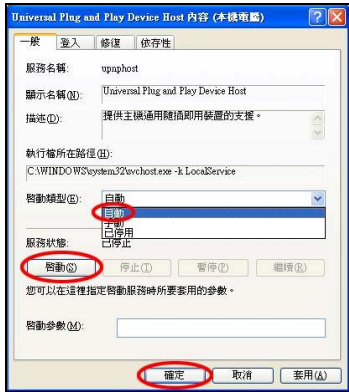 Universal Plug and Play Device Host 內容 (本機電腦)
一般 登入 修復 依存性
服務名稱: upnphost
顯示名稱(N): Universal Plug and Play Device Host
描述(D): 提供主機通用隨插即用裝置的支援。
執行檔所在路徑(H):
C:\WINDOWS\system32\svchost.exe -k LocalService
啟動類型(E): 自動
自動
手動
已停用
服務狀態: 已停止
啟動(S) 停止(T) 暫停(P) 繼續(R)
您可以在這裡指定啟動服務時所要套用的參數。
啟動參數(M):
確定 取消 套用(A)